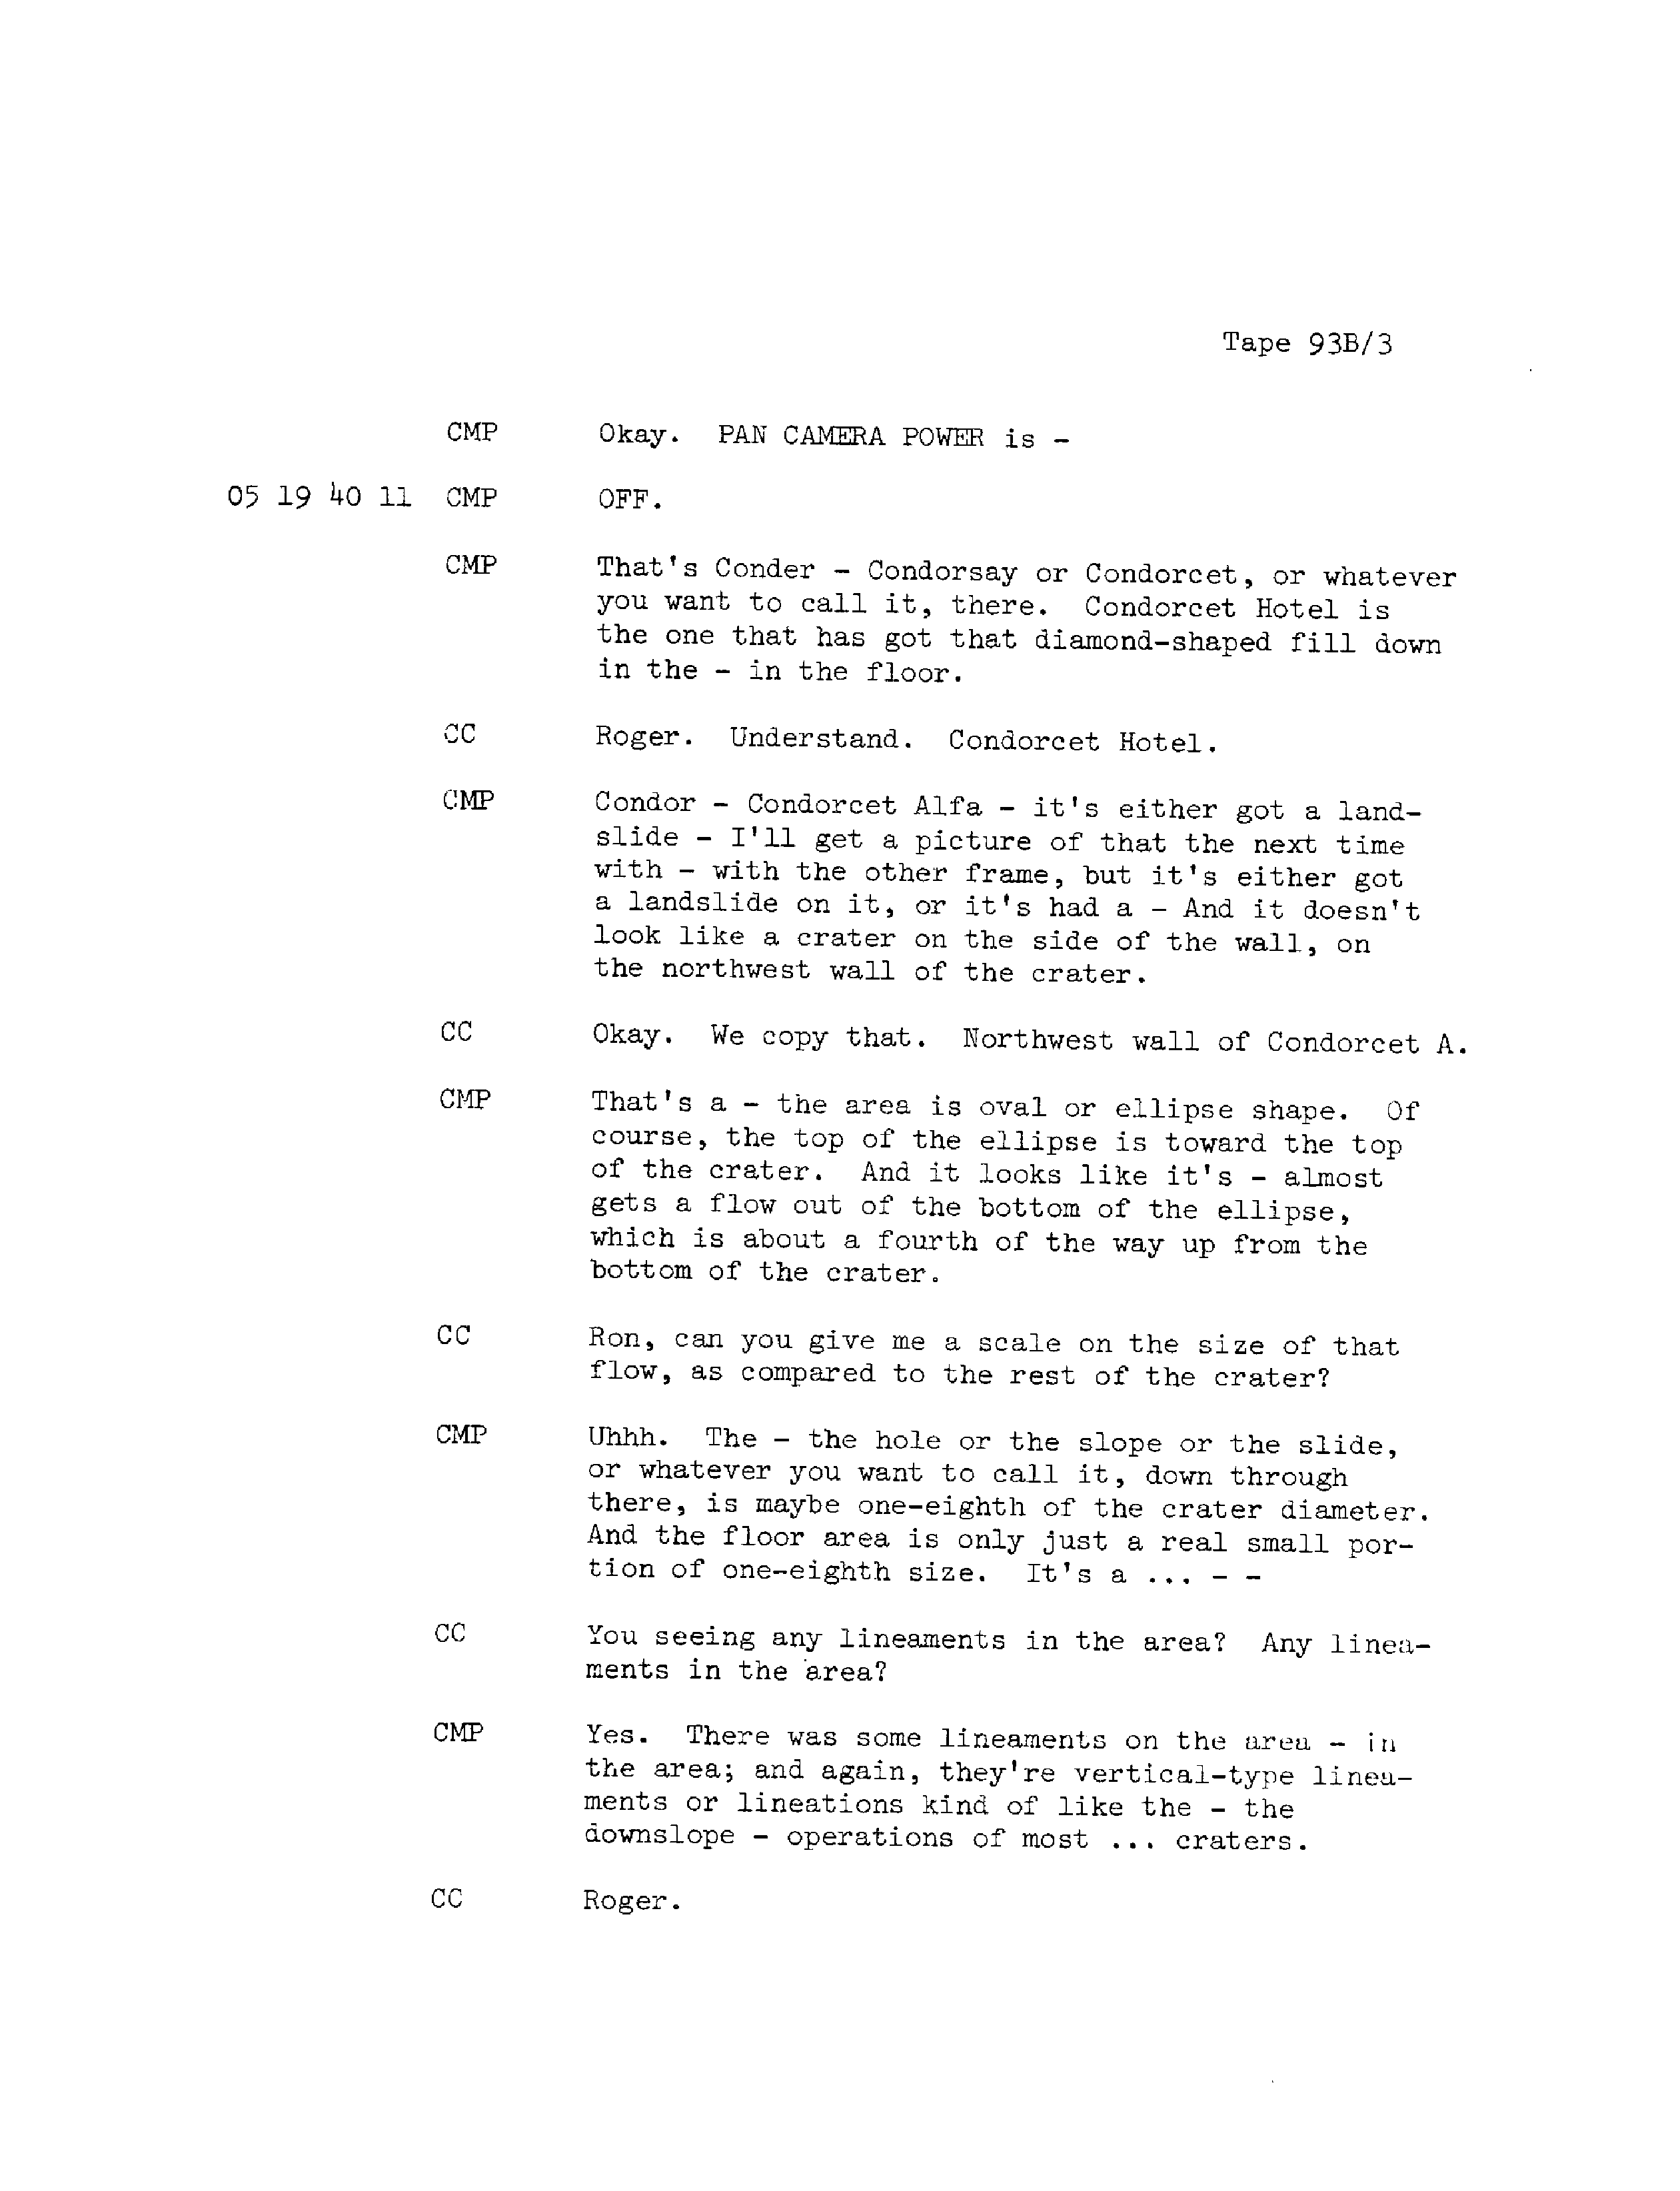 Tape 93B/3
CMP Okay. PAN CAMERA POWER is -
05 19 40 11 CMP OFF.
CMP That's Conder - Condorsay or Condorcet, or whatever
you want to call it, there. Condorcet Hotel is
the one that has got that diamond-shaped fill down
in the - in the floor.
CC Roger. Understand. Condorcet Hotel.
CMP Condor - Condorcet Alfa - it's either got a land-
slide - I'll get a picture of that the next time
with - with the other frame, but it's either got
a landslide on it, or it's had a - And it doesn't
look like a crater on the side of the wall, on
the northwest wall of the crater.
CC Okay. We copy that. Northwest wall of Condorcet A.
CMP That's a - the area is oval or ellipse shape. Of
course, the top of the ellipse is toward the top
of the crater. And it looks like it's - almost
gets a flow out of the bottom of the ellipse,
which is about a fourth of the way up from the
bottom of the crater.
CC Ron, can you give me a scale on the size of that
flow, as compared to the rest of the crater?
CMP Uhhh. The - the hole or the slope or the slide,
or whatever you want to call it, down through
there, is maybe one-eighth of the crater diameter.
And the floor area is only just a real small por-
tion of one-eighth size. It's a ... - -
CC You seeing any lineaments in the area? Any linea-
ments in the area?
CMP Yes. There was some lineaments on the area - in
the area; and again, they're vertical-type linea-
ments or lineations kind of like the - the
downslope - operations of most ... craters.
CC Roger.